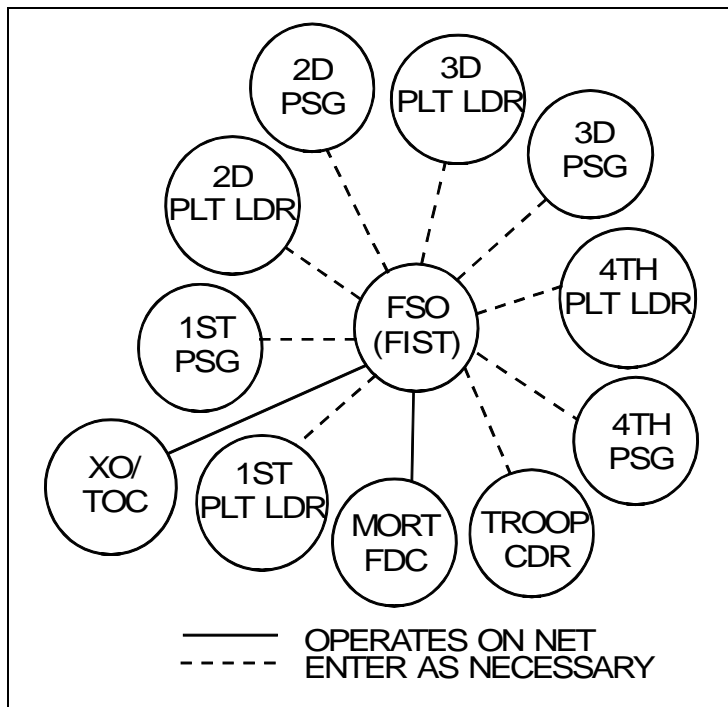 2D
PSG
3D
PLT LDR
3D
PSG
2D
PLT LDR
4TH
PLT LDR
FSO
(FIST)
1ST
PSG
4TH
PSG
XO/
TOC
1ST
PLT LDR
MORT
FDC
TROOP
CDR
OPERATES ON NET
ENTER AS NECESSARY